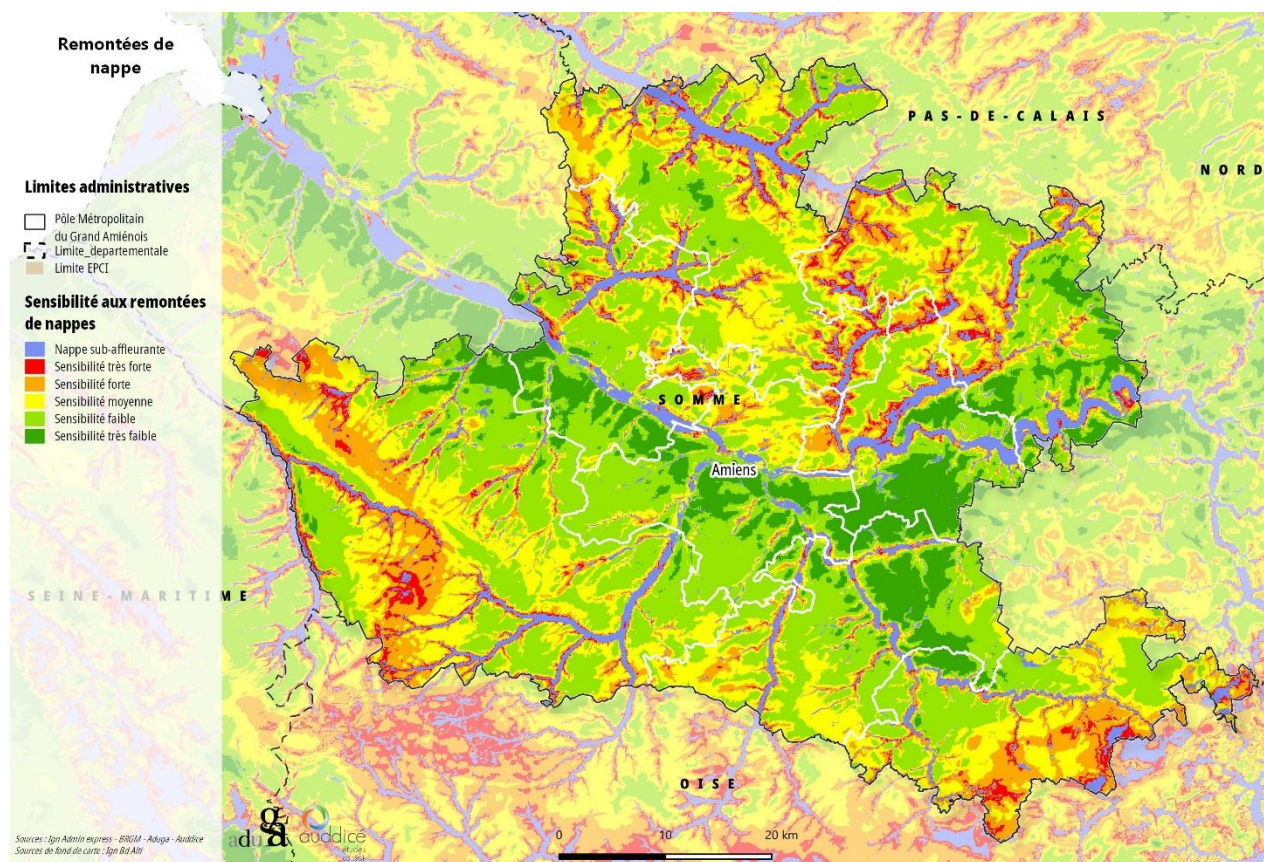 Remontées de
nappe
Limites administratives
Pôle Métropolitain
du Grand Amiénois
Limite_departementale
Limite EPCI
Sensibilité aux remontées
de nappes
Nappe sub-affleurante
Sensibilité très forte
Sensibilité forte
Sensibilité moyenne
Sensibilité faible
Sensibilité très faible
PAS-DE-CALAIS
NORD
SOMME
Amiens
SEINE-MARITIME
OISE
Sources : Ign Admin express - BRGM - Aduga - Auddice
Sources de fond de carte : Ign Bd Alti
aduga
auddice
études
conseil
0 10 20 km